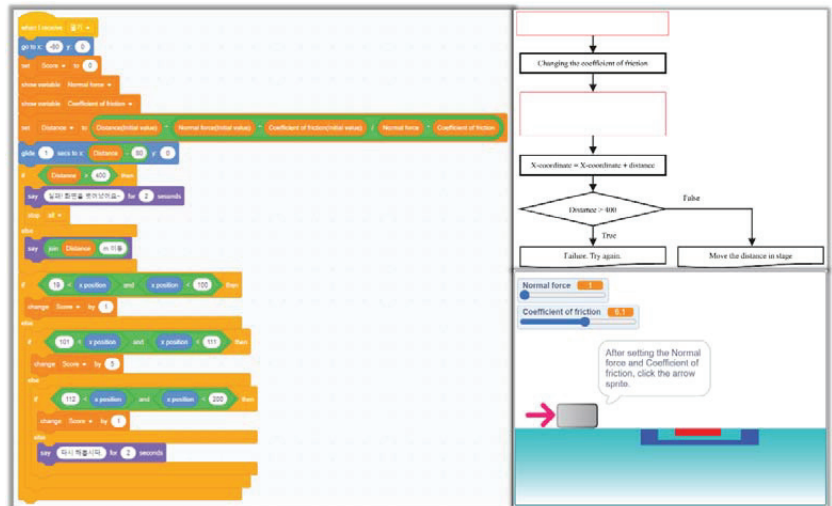 when I receive 밀기
go to x: -80 y: 0
set Score to 0
show variable Normal force
show variable Coefficient of friction
set Distance to Distance(Initial value) * Normal force(Initial value) * Coefficient of friction(Initial value) / Normal force * Coefficient of friction
glide 1 secs to x: Distance - 80 y: 0
if Distance > 400 then
say 실패! 화면을 벗어났어요~ for 2 seconds
stop all
else
say join Distance m 이동
if 19 < x position and x position < 100 then
change Score by 1
else
if 101 < x position and x position < 111 then
change Score by 5
else
if 112 < x position and x position < 200 then
change Score by 1
else
say 다시 해봅시다. for 2 seconds
Changing the coefficient of friction
X-coordinate = X-coordinate + distance
Distance > 400
False
True
Failure. Try again.
Move the distance in stage
Normal force 1
Coefficient of friction 0.1
After setting the Normal
force and Coefficient of
friction, click the arrow
sprite.